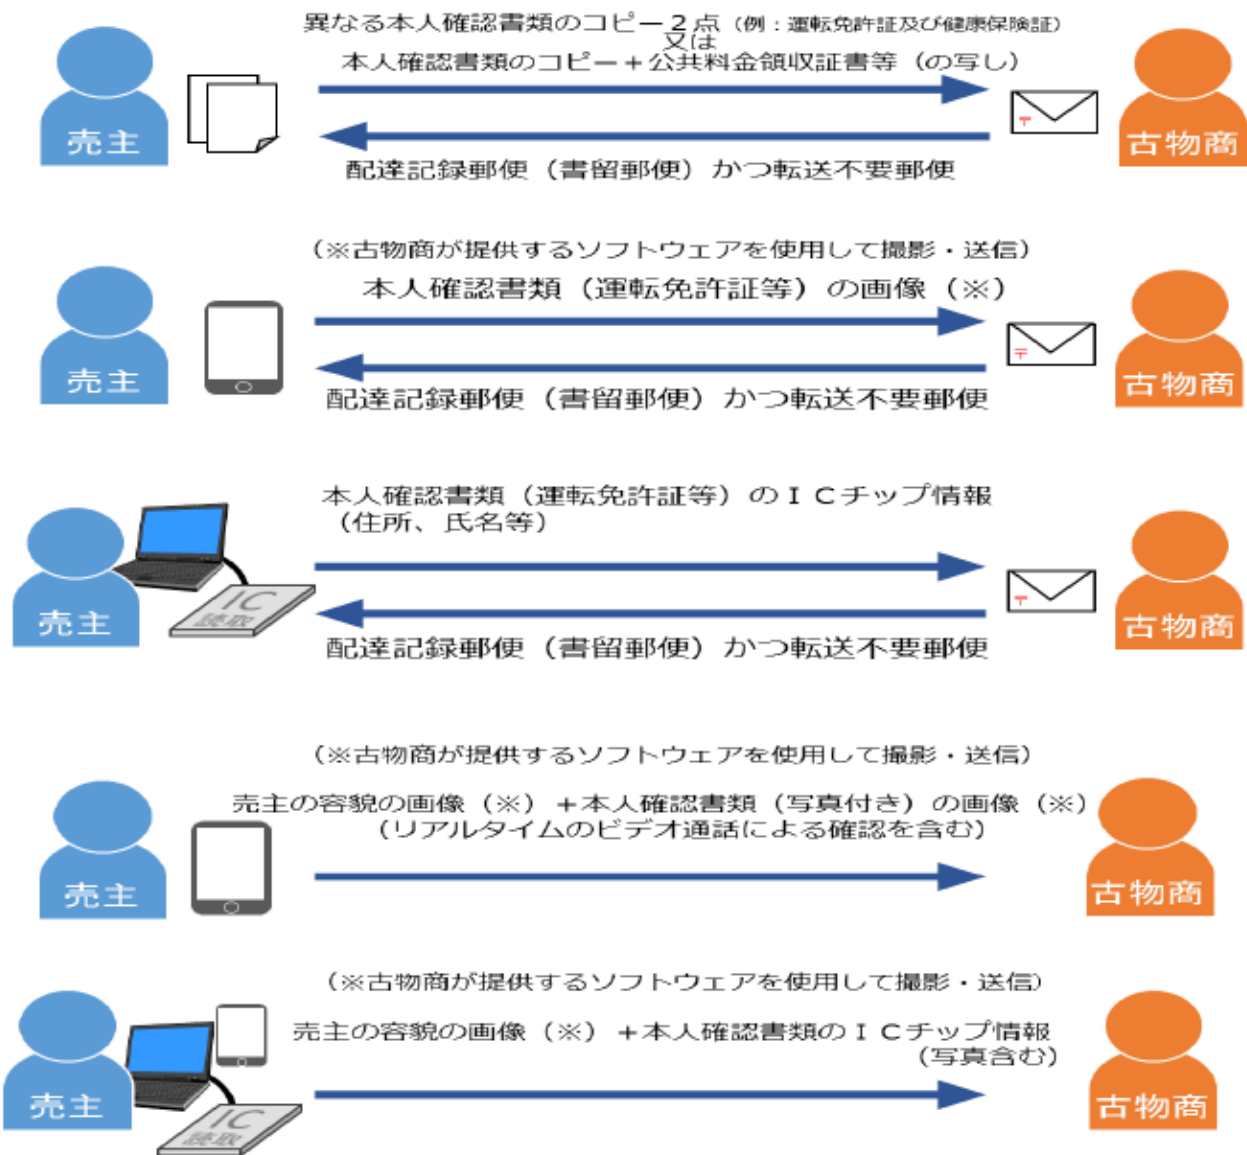 異なる本人確認書類のコピー２点（例：運転免許証及び健康保険証）
又は
本人確認書類のコピー＋公共料金領収証書等（の写し）
売主
〒
古物商
配達記録郵便（書留郵便）かつ転送不要郵便
（※古物商が提供するソフトウェアを使用して撮影・送信）
本人確認書類（運転免許証等）の画像（※）
売主
〒
古物商
配達記録郵便（書留郵便）かつ転送不要郵便
本人確認書類（運転免許証等）のＩＣチップ情報
（住所、氏名等）
売主
IC
読取
〒
古物商
配達記録郵便（書留郵便）かつ転送不要郵便
（※古物商が提供するソフトウェアを使用して撮影・送信）
売主の容貌の画像（※）＋本人確認書類（写真付き）の画像（※）
（リアルタイムのビデオ通話による確認を含む）
売主
古物商
（※古物商が提供するソフトウェアを使用して撮影・送信）
売主の容貌の画像（※）＋本人確認書類のＩＣチップ情報
（写真含む）
売主
IC
読取
古物商